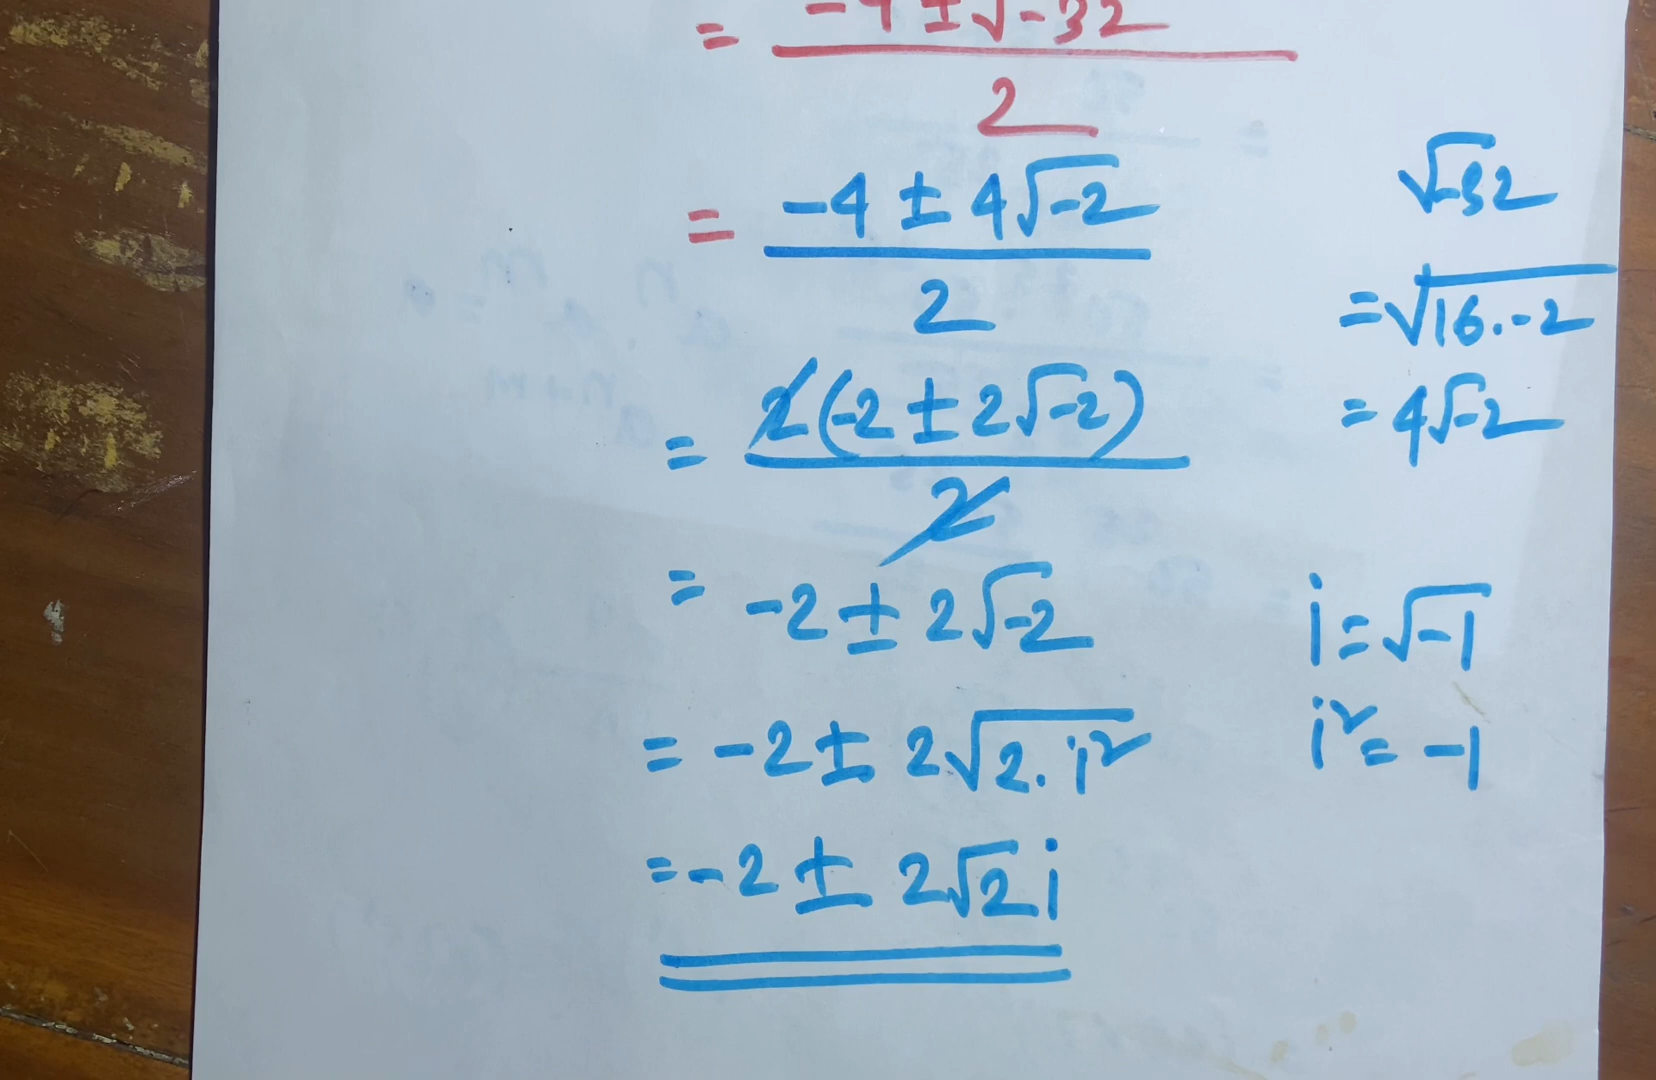 = -4 ± √-32
2
= -4 ± 4√-2
2
= 2(-2 ± 2√-2)
2
= -2 ± 2√-2
= -2 ± 2√2.i²
= -2 ± 2√2i
√-32
= √16.-2
= 4√-2
i = √-1
i² = -1